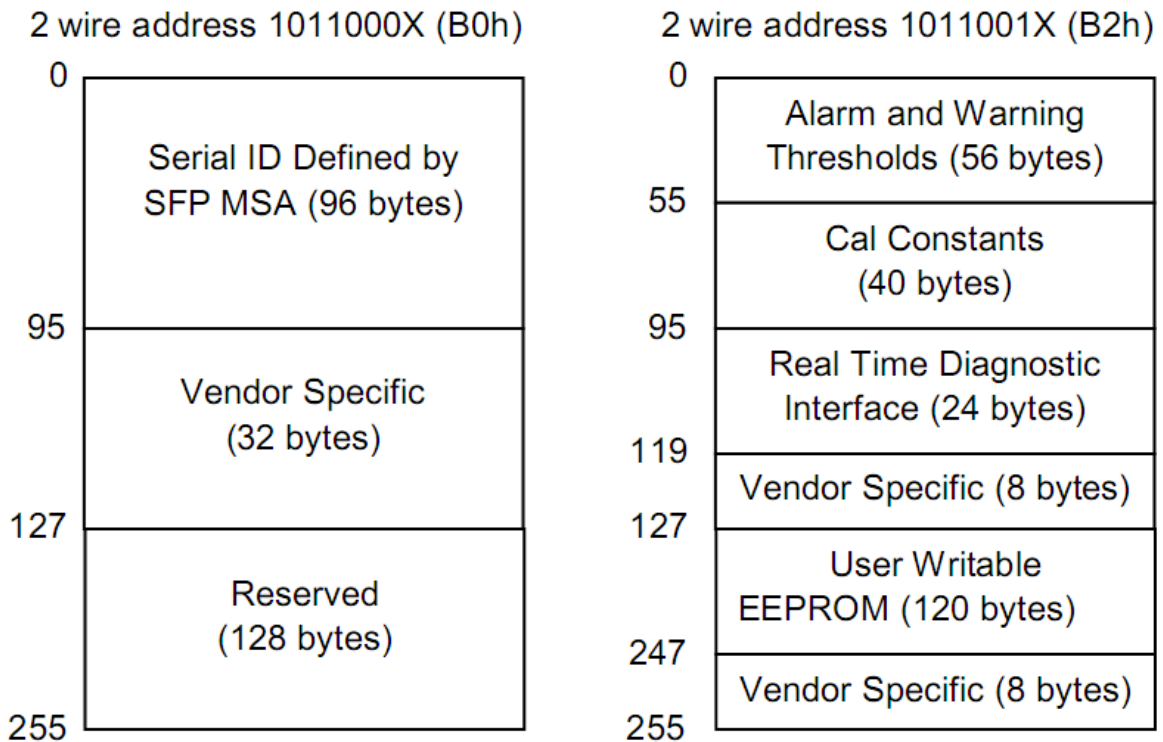 2 wire address 1011000X (B0h)
0
Serial ID Defined by
SFP MSA (96 bytes)
95
Vendor Specific
(32 bytes)
127
Reserved
(128 bytes)
255
2 wire address 1011001X (B2h)
0
Alarm and Warning
Thresholds (56 bytes)
55
Cal Constants
(40 bytes)
95
Real Time Diagnostic
Interface (24 bytes)
119
Vendor Specific (8 bytes)
127
User Writable
EEPROM (120 bytes)
247
Vendor Specific (8 bytes)
255